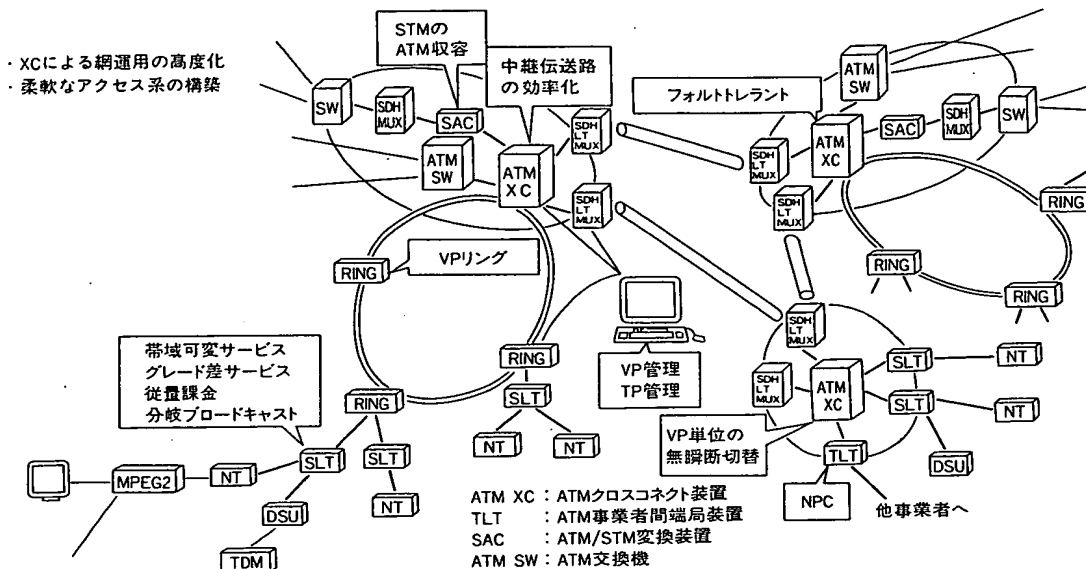 ・XCによる網運用の高度化
・柔軟なアクセス系の構築
STMの
ATM収容
中継伝送路
の効率化
フォルトトレラント
SW
SDH
MUX
SAC
ATM
SW
ATM
XC
SDH
LT
MUX
SDH
LT
MUX
ATM
SW
ATM
XC
SAC
SDH
MUX
SW
SDH
LT
MUX
SDH
LT
MUX
RING
VPリング
RING
RING
RING
RING
RING
VP管理
TP管理
SDH
LT
MUX
SDH
LT
MUX
ATM
XC
SLT
NT
SLT
NT
DSU
TLT
NPC
他事業者へ
VP単位の
無瞬断切替
帯域可変サービス
グレード差サービス
従量課金
分岐ブロードキャスト
SLT
NT
NT
SLT
SLT
NT
MPEG2
NT
DSU
TDM
ATM XC：ATMクロスコネクト装置
TLT：ATM事業者間端局装置
SAC：ATM/STM変換装置
ATM SW：ATM交換機